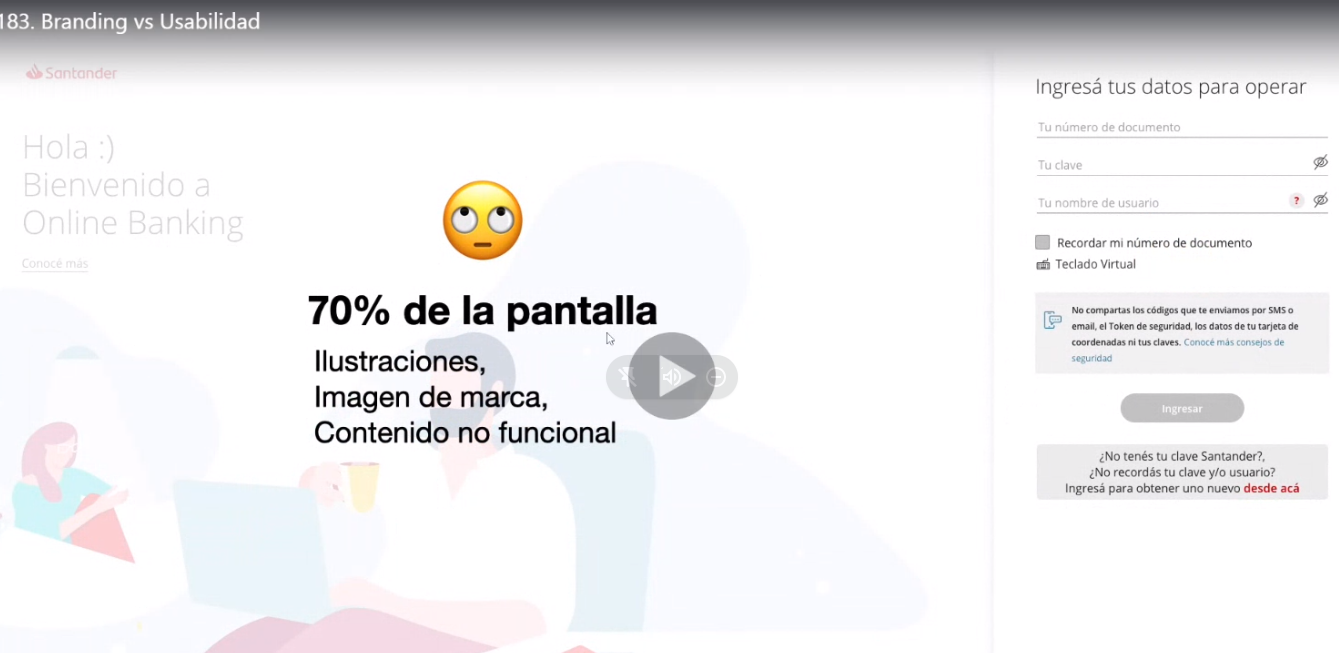 183. Branding vs Usabilidad
Santander
Hola :)
Bienvenido a
Online Banking
Conocé más
70% de la pantalla
Ilustraciones,
Imagen de marca,
Contenido no funcional
Ingresá tus datos para operar
Tu número de documento
Tu clave
Tu nombre de usuario
?
Recordar mi número de documento
Teclado Virtual
No compartas los códigos que te enviamos por SMS o
email, el Token de seguridad, los datos de tu tarjeta de
coordenadas ni tus claves. Conocé más consejos de
seguridad
Ingresar
¿No tenés tu clave Santander?,
¿No recordás tu clave y/o usuario?
Ingresá para obtener uno nuevo desde acá